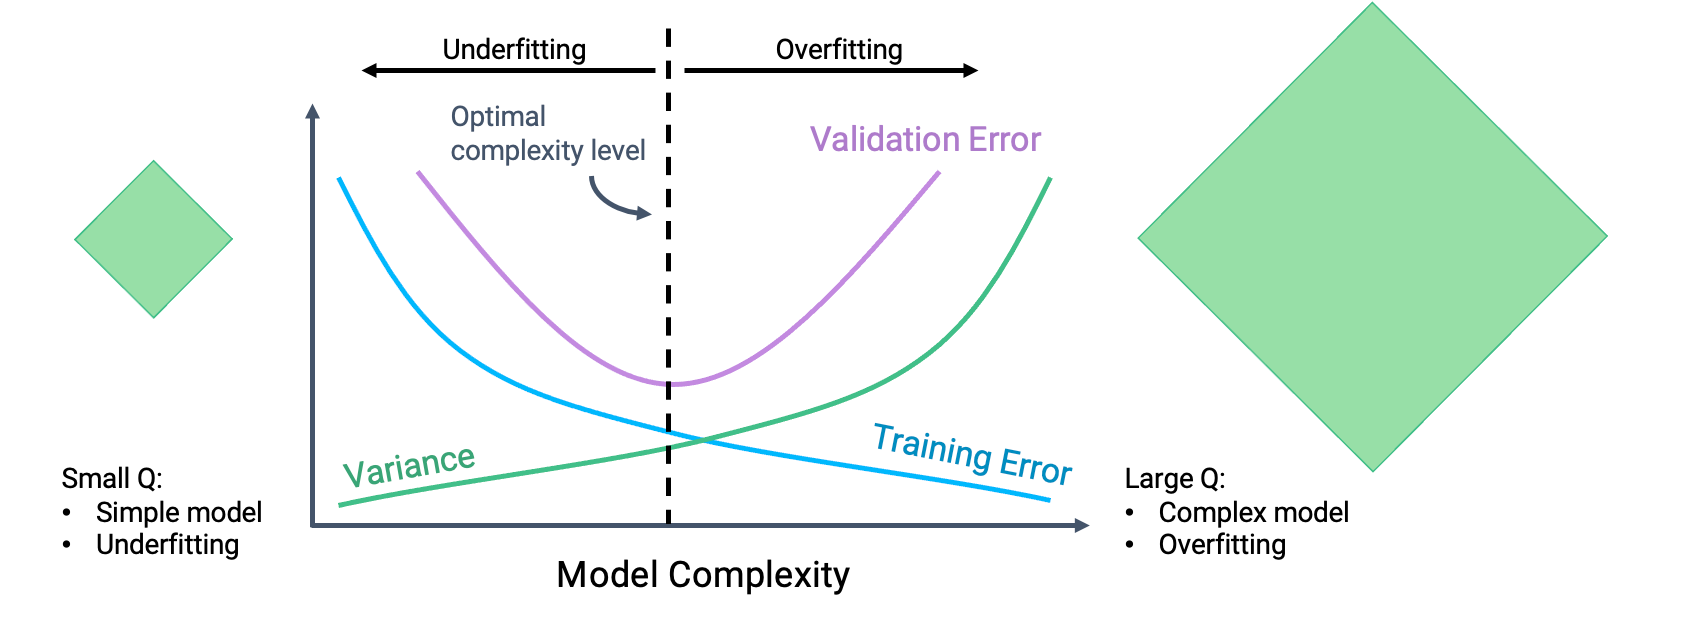 Underfitting
Overfitting
Optimal
complexity level
Validation Error
Variance
Training Error
Small Q:
• Simple model
• Underfitting
Large Q:
• Complex model
• Overfitting
Model Complexity